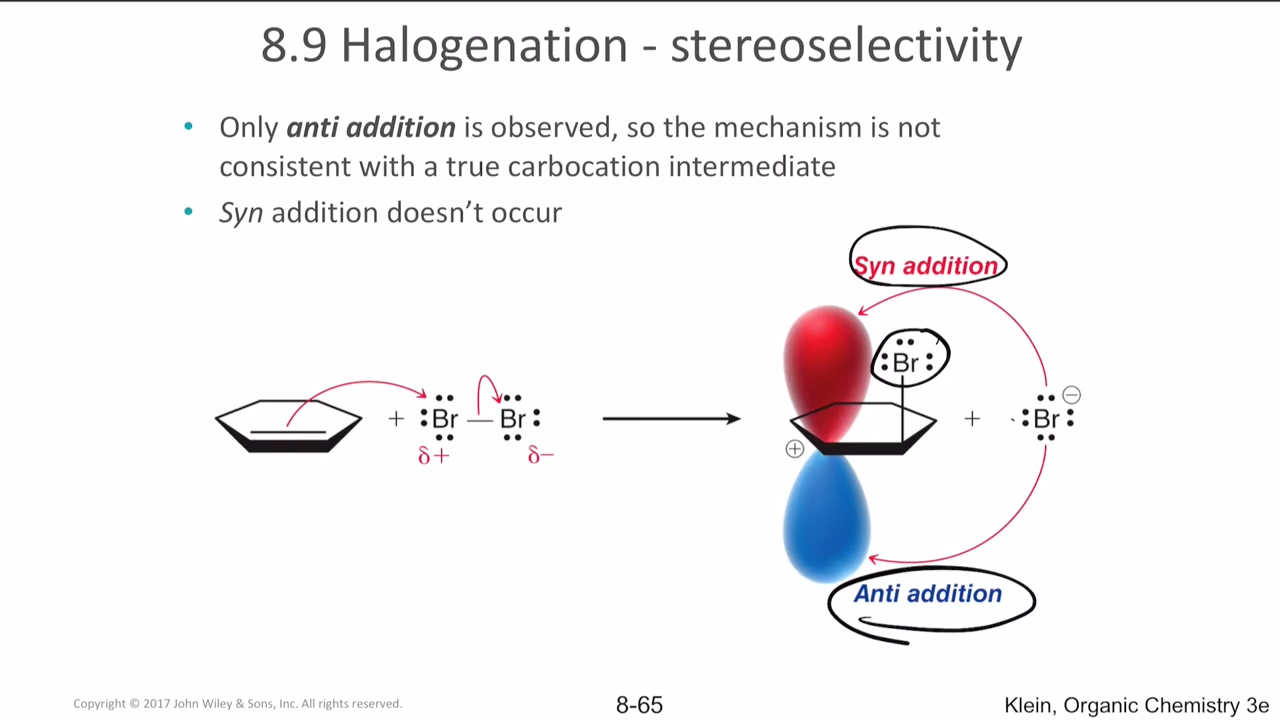 8.9 Halogenation - stereoselectivity
• Only anti addition is observed, so the mechanism is not
consistent with a true carbocation intermediate
• Syn addition doesn’t occur
Syn addition
:Br:
+ :Br — Br:
δ+ δ−
⊕
+ :Br: ⊖
Anti addition
Copyright © 2017 John Wiley & Sons, Inc. All rights reserved.
8-65
Klein, Organic Chemistry 3e